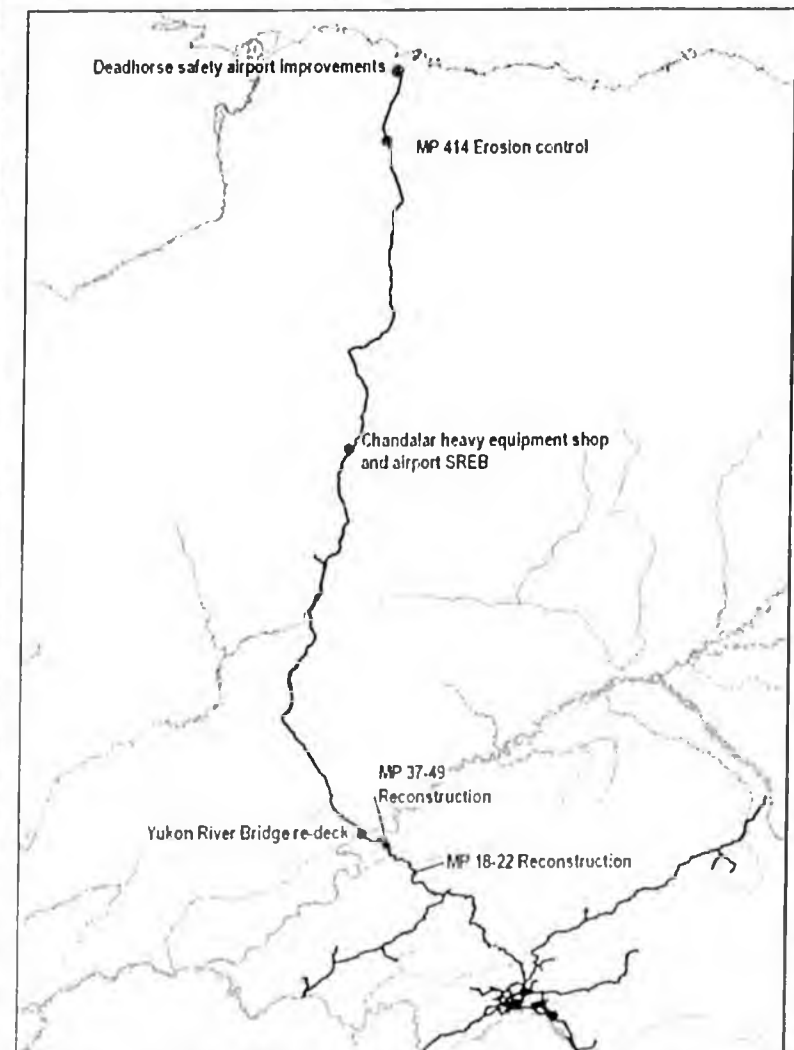 Deadhorse safety airport improvements
MP 414 Erosion control
Chandalar heavy equipment shop
and airport SREB
MP 37-49
Reconstruction
Yukon River Bridge re-deck
MP 18-22 Reconstruction